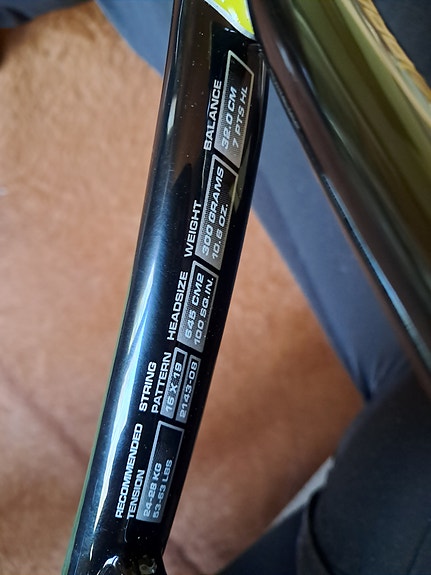 RECOMMENDED
TENSION
24-28 KG
53-63 LBS
STRING
PATTERN
16 X 19
2143-08
HEADSIZE
645 CM2
100 SQ.IN.
WEIGHT
300 GRAMS
10.6 OZ.
BALANCE
32.0 CM
7 PTS HL